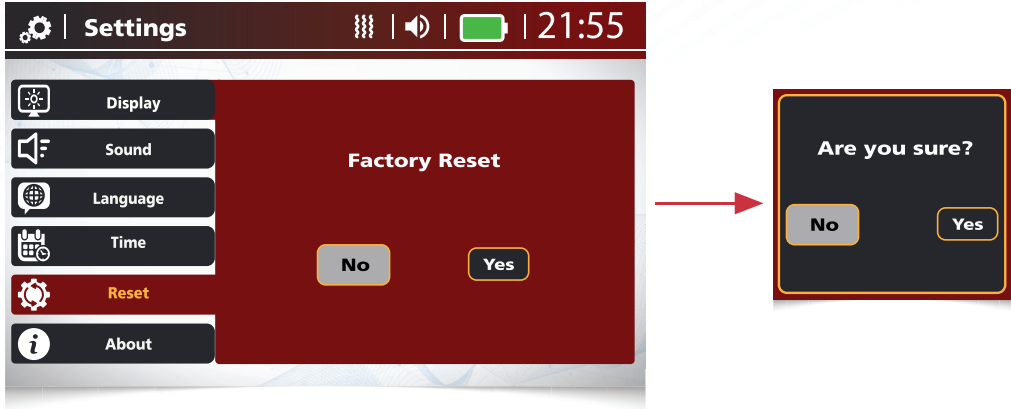 Settings
21:55
Display
Sound
Language
Time
Reset
About
Factory Reset
No
Yes
Are you sure?
No
Yes